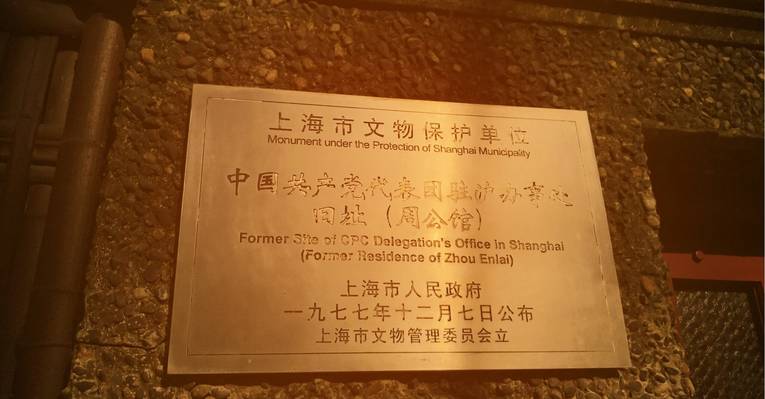 上海市文物保护单位
Monument under the Protection of Shanghai Municipality
中国共产党代表团驻沪办事处
旧址（周公馆）
Former Site of CPC Delegation's Office in Shanghai
(Former Residence of Zhou Enlai)
上海市人民政府
一九七七年十二月七日公布
上海市文物管理委员会立